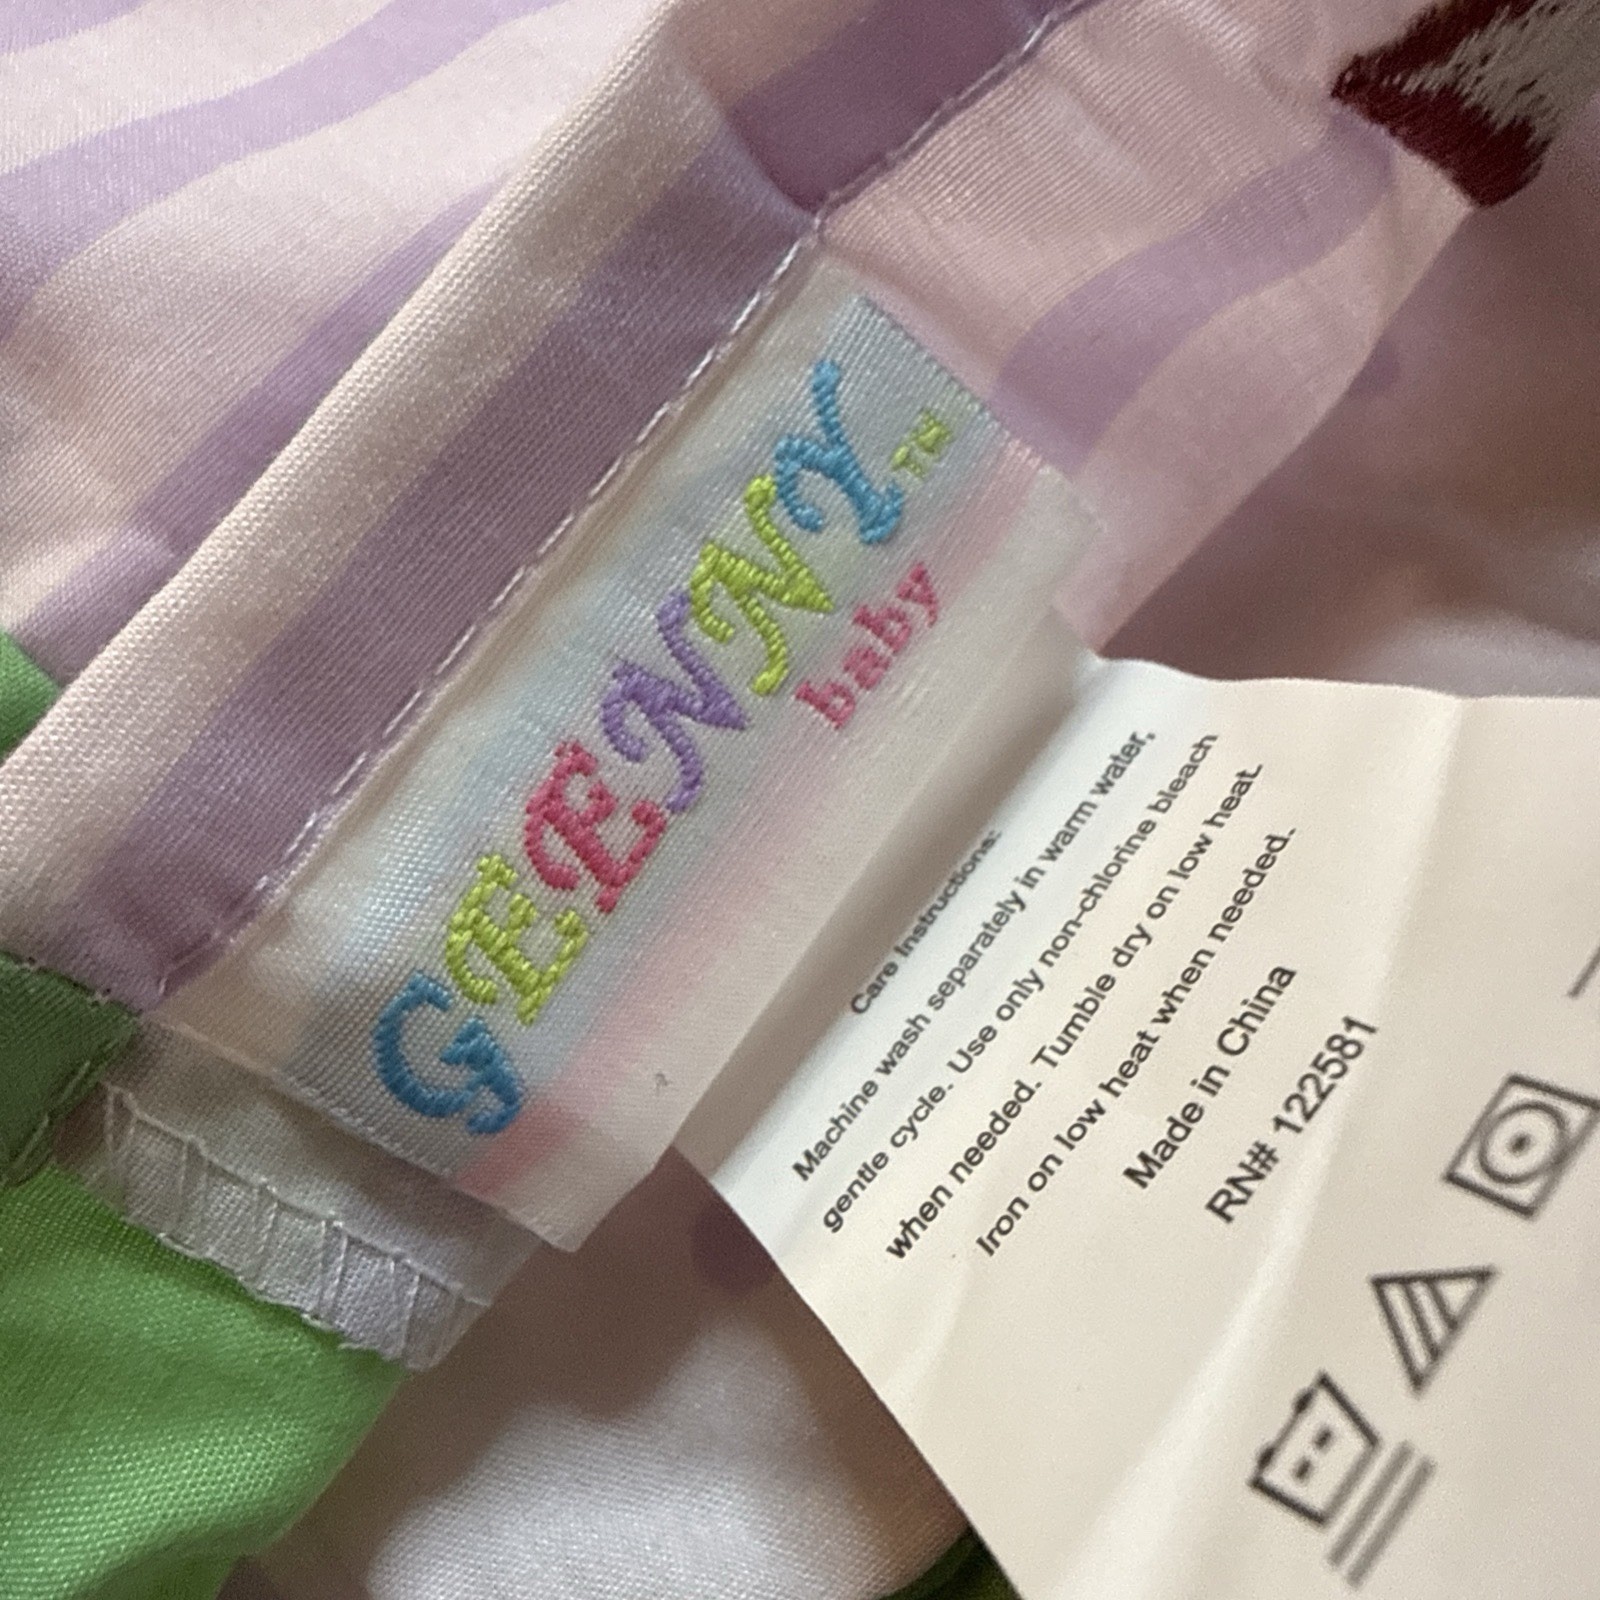 GEENNY™
baby
Care Instructions:
Machine wash separately in warm water,
gentle cycle. Use only non-chlorine bleach
when needed. Tumble dry on low heat.
Iron on low heat when needed.
Made in China
RN# 122581